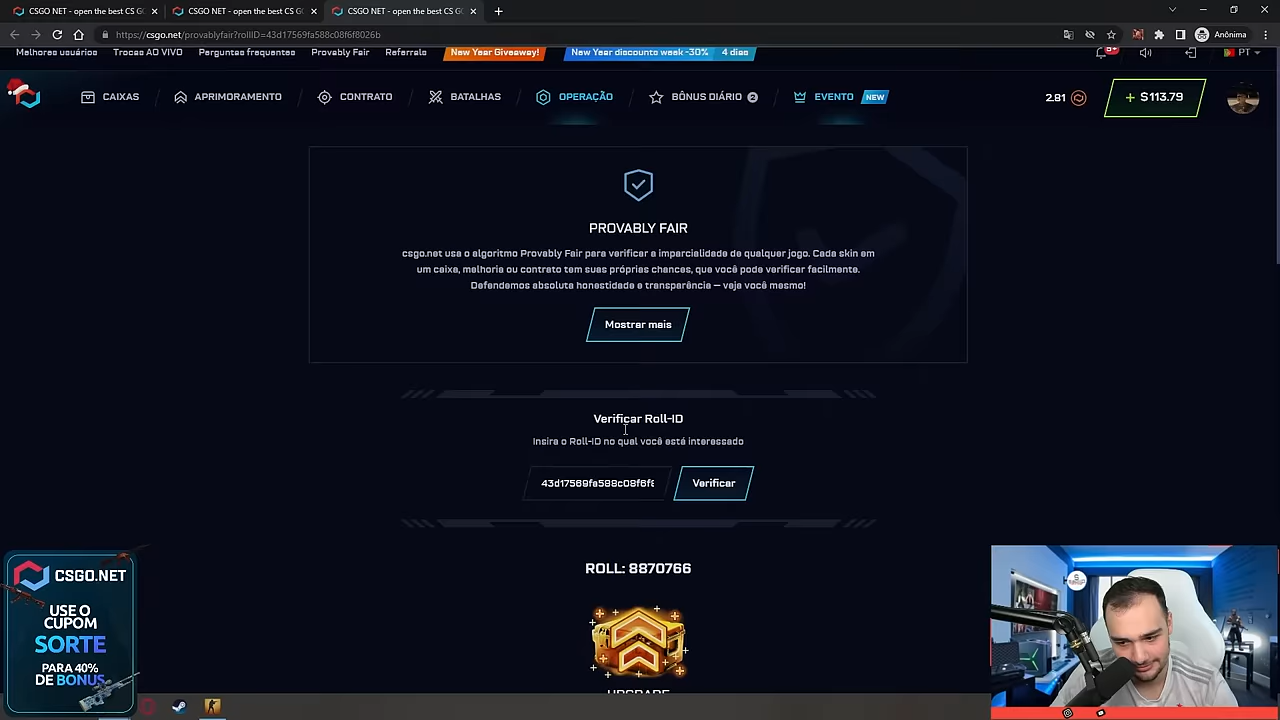 CSGO NET - open the best CS G
CSGO NET - open the best CS G
CSGO NET - open the best CS G
https://csgo.net/provablyfair?rollID=43d17569fa588c08f6f8026b
Anônima
Melhores usuários
Trocas AO VIVO
Perguntas frequentes
Provably Fair
Referrals
New Year Giveaway!
New Year discounts week -30% 4 dias
PT
CAIXAS
APRIMORAMENTO
CONTRATO
BATALHAS
OPERAÇÃO
BÔNUS DIÁRIO 2
EVENTO NEW
2.81
+ $113.79
PROVABLY FAIR
csgo.net usa o algoritmo Provably Fair para verificar a imparcialidade de qualquer jogo. Cada skin em
um caixa, melhoria ou contrato tem suas próprias chances, que você pode verificar facilmente.
Defendemos absoluta honestidade e transparência — veja você mesmo!
Mostrar mais
Verificar Roll-ID
Insira o Roll-ID no qual você está interessado
43d17569fa588c08f6f8
Verificar
ROLL: 8870766
UPGRADE
CSGO.NET
USE O
CUPOM
SORTE
PARA 40%
DE BONUS